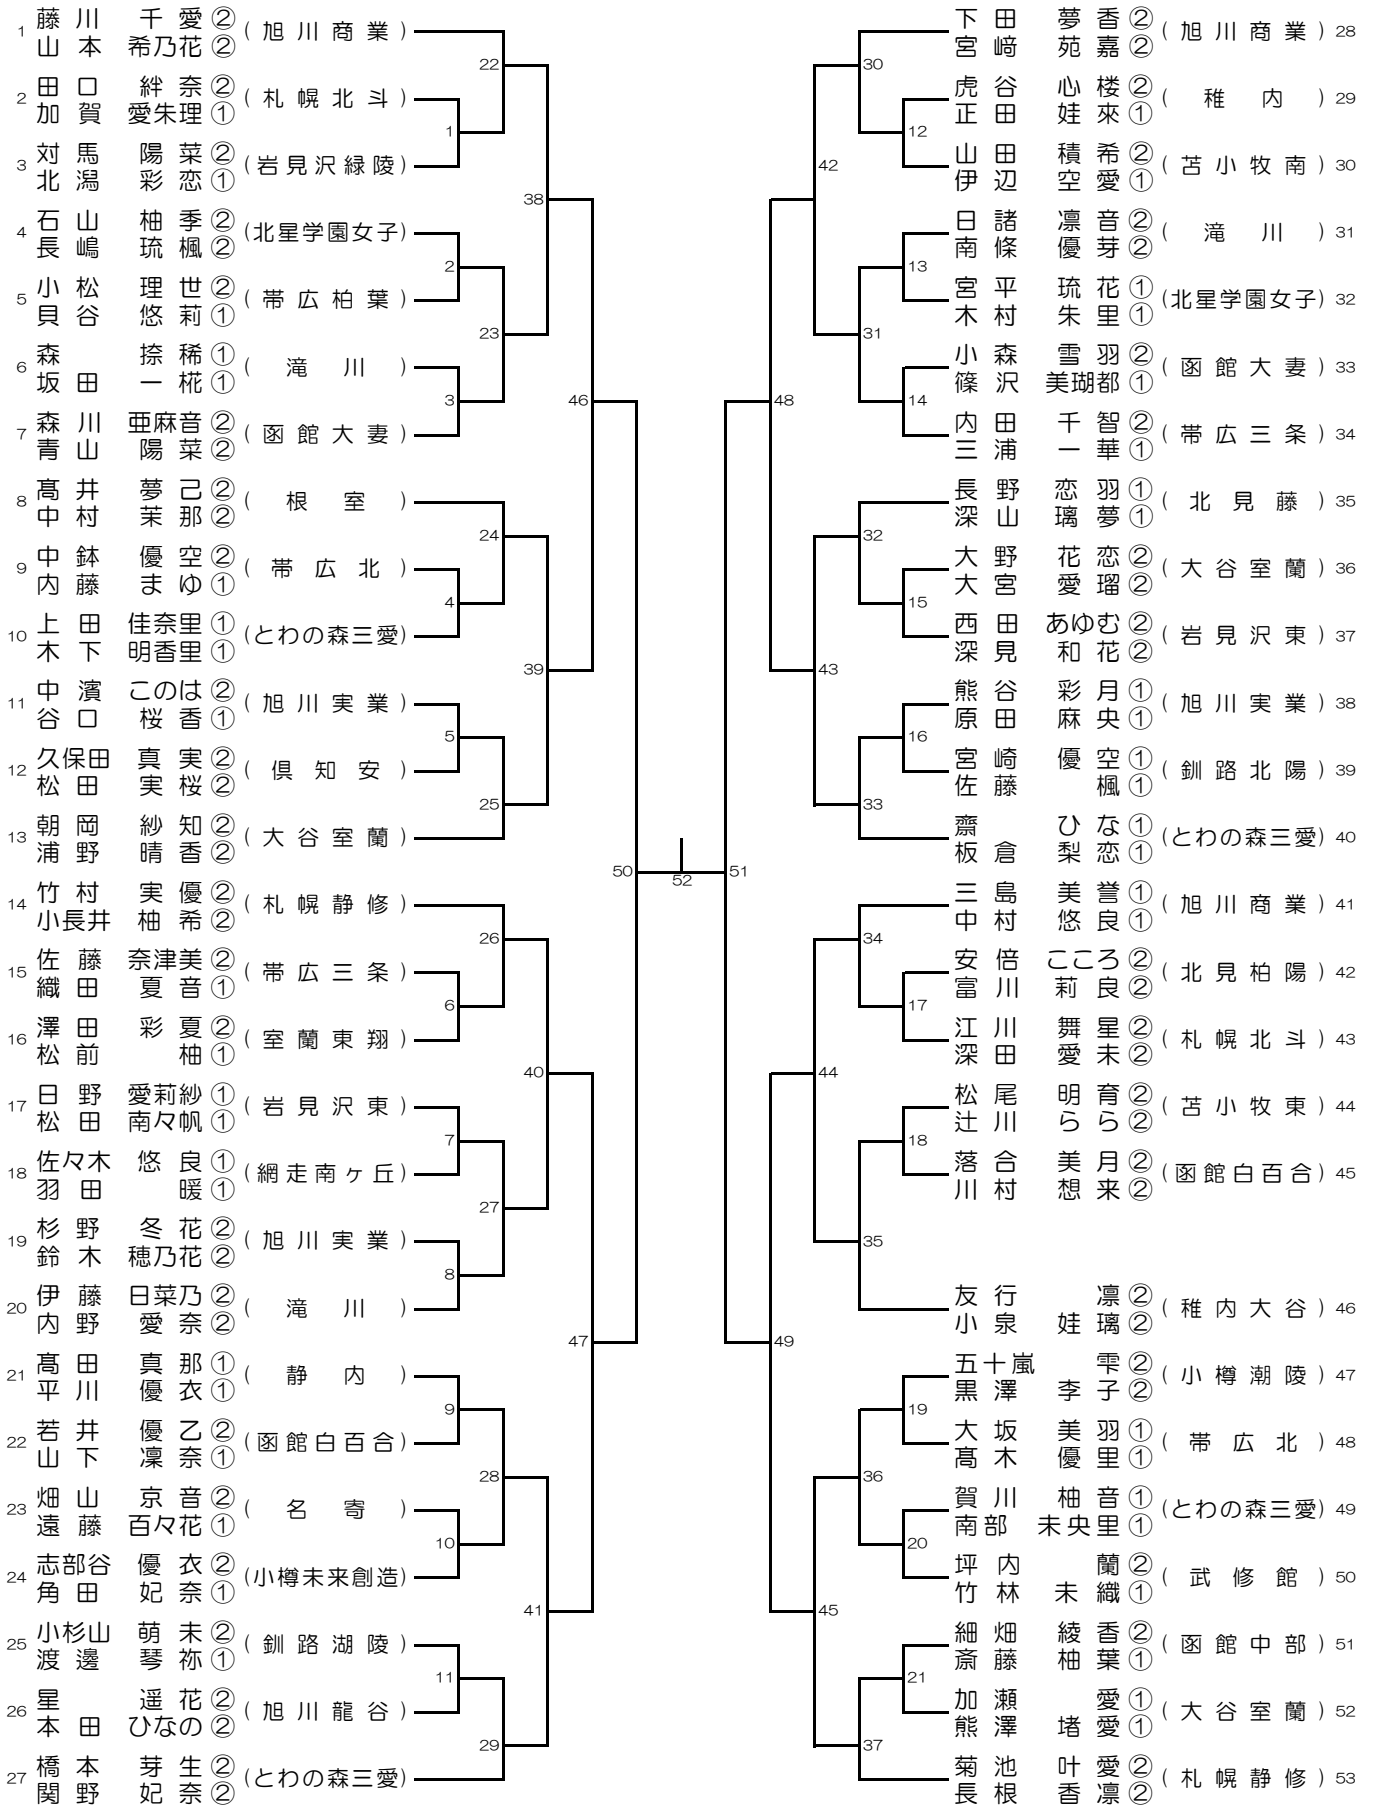 1 藤川 千愛② (旭川商業)
山本 希乃花②
2 田口 絆奈② (札幌北斗)
加賀 愛朱理①
3 対馬 陽菜② (岩見沢緑陵)
北潟 彩恋①
4 石山 柚季② (北星学園女子)
長嶋 琉楓②
5 小松 理世② (帯広柏葉)
貝谷 悠莉①
6 森 捺稀① (滝川)
坂田 一椛①
7 森川 亜麻音② (函館大妻)
青山 陽菜②
8 髙井 夢己② (根室)
中村 茉那②
9 中鉢 優空② (帯広北)
内藤 まゆ①
10 上田 佳奈里① (とわの森三愛)
木下 明香里①
11 中濱 このは② (旭川実業)
谷口 桜香①
12 久保田 真実② (倶知安)
松田 実桜②
13 朝岡 紗知② (大谷室蘭)
浦野 晴香②
14 竹村 実優② (札幌静修)
小長井 柚希②
15 佐藤 奈津美② (帯広三条)
織田 夏音①
16 澤田 彩夏② (室蘭東翔)
松前 柚①
17 日野 愛莉紗① (岩見沢東)
松田 南々帆①
18 佐々木 悠良① (網走南ヶ丘)
羽田 暖①
19 杉野 冬花② (旭川実業)
鈴木 穂乃花②
20 伊藤 日菜乃② (滝川)
内野 愛奈②
21 髙田 真那① (静内)
平川 優衣①
22 若井 優乙② (函館白百合)
山下 凜奈①
23 畑山 京音② (名寄)
遠藤 百々花①
24 志部谷 優衣② (小樽未来創造)
角田 妃奈①
25 小杉山 萌未② (釧路湖陵)
渡邊 琴祢①
26 星 遥花② (旭川龍谷)
本田 ひなの②
27 橋本 芽生② (とわの森三愛)
関野 妃奈②
22
1
38
2
23
3
46
24
4
39
5
25
50
26
6
40
7
27
8
47
9
28
10
41
11
29
52
51
30
12
42
13
31
14
48
32
15
43
16
33
34
17
44
18
35
49
19
36
20
45
21
37
下田 夢香② (旭川商業) 28
宮﨑 苑嘉②
虎谷 心楼② (稚内) 29
正田 娃來①
山田 積希② (苫小牧南) 30
伊辺 空愛①
日諸 凛音② (滝川) 31
南條 優芽②
宮平 琉花① (北星学園女子) 32
木村 朱里①
小森 雪羽② (函館大妻) 33
篠沢 美瑚都①
内田 千智② (帯広三条) 34
三浦 一華①
長野 恋羽① (北見藤) 35
深山 璃夢①
大野 花恋② (大谷室蘭) 36
大宮 愛瑠②
西田 あゆむ② (岩見沢東) 37
深見 和花②
熊谷 彩月① (旭川実業) 38
原田 麻央①
宮崎 優空① (釧路北陽) 39
佐藤 楓①
齋 ひな① (とわの森三愛) 40
板倉 梨恋①
三島 美誉① (旭川商業) 41
中村 悠良①
安倍 こころ② (北見柏陽) 42
富川 莉良②
江川 舞星② (札幌北斗) 43
深田 愛未②
松尾 明育② (苫小牧東) 44
辻川 らら②
落合 美月② (函館白百合) 45
川村 想来②
友行 凛② (稚内大谷) 46
小泉 娃璃②
五十嵐 雫② (小樽潮陵) 47
黒澤 李子②
大坂 美羽① (帯広北) 48
髙木 優里①
賀川 柚音① (とわの森三愛) 49
南部 未央里①
坪内 蘭② (武修館) 50
竹林 未織①
細畑 綾香② (函館中部) 51
斎藤 柚葉①
加瀬 愛① (大谷室蘭) 52
熊澤 堵愛①
菊池 叶愛② (札幌静修) 53
長根 香凛②